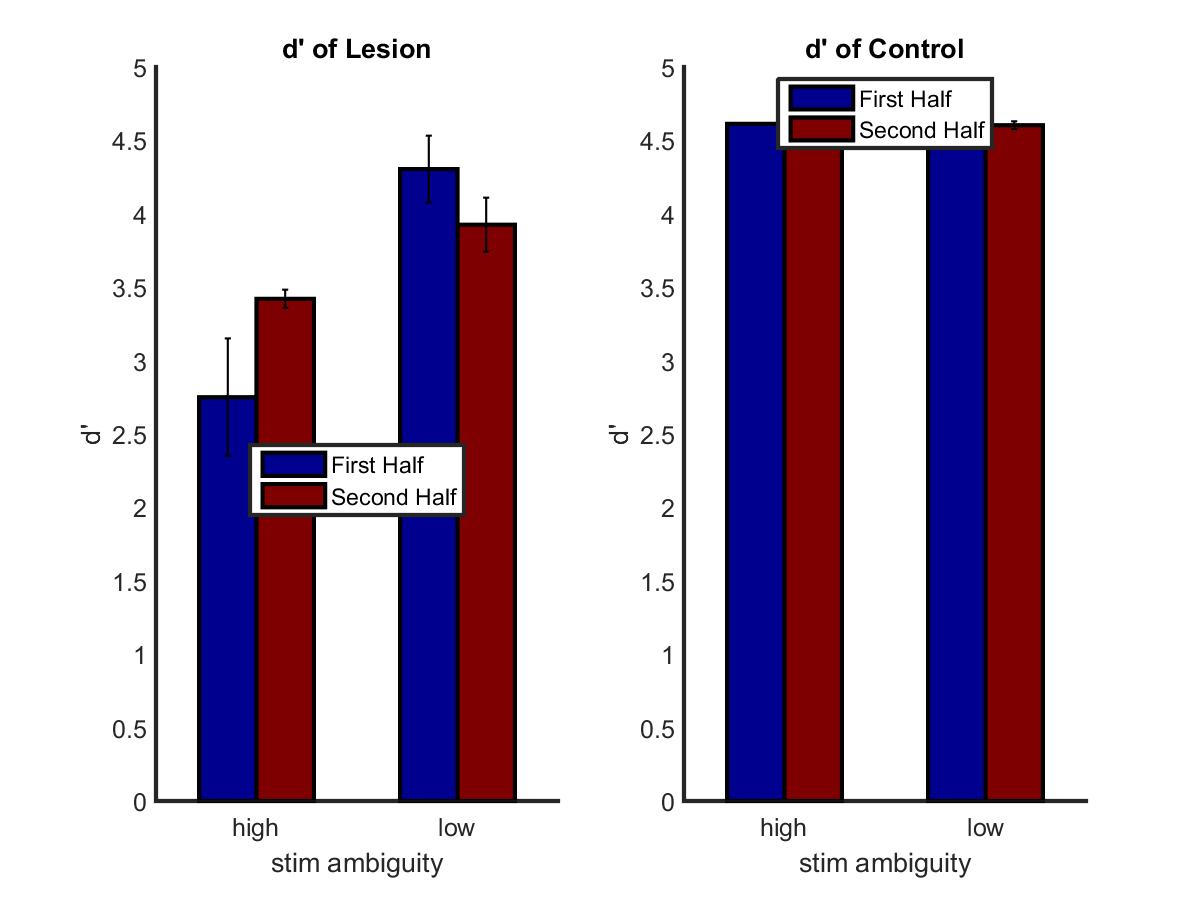 d' of Lesion
5
4.5
4
3.5
3
2.5
2
1.5
1
0.5
0
d'
First Half
Second Half
high
low
stim ambiguity
d' of Control
5
4.5
4
3.5
3
2.5
2
1.5
1
0.5
0
d'
First Half
Second Half
high
low
stim ambiguity